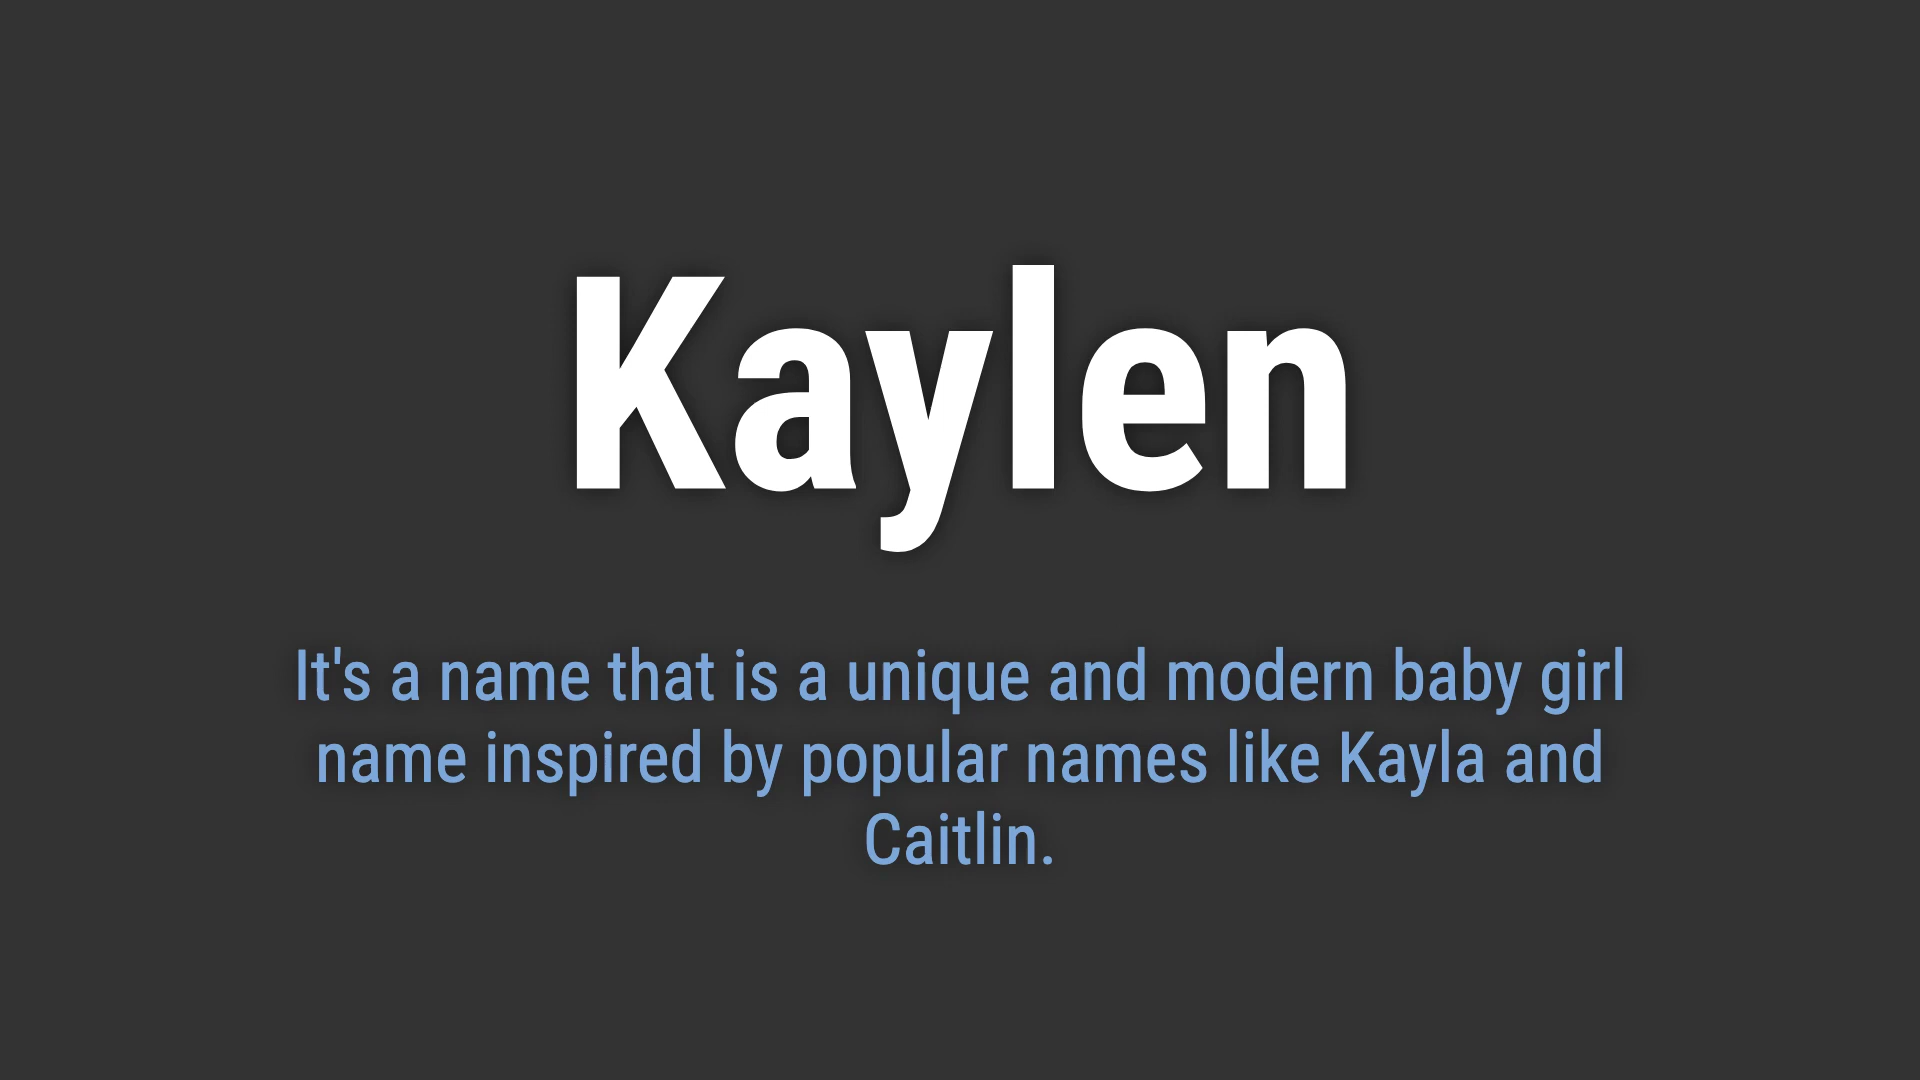 Kaylen
It's a name that is a unique and modern baby girl
name inspired by popular names like Kayla and
Caitlin.